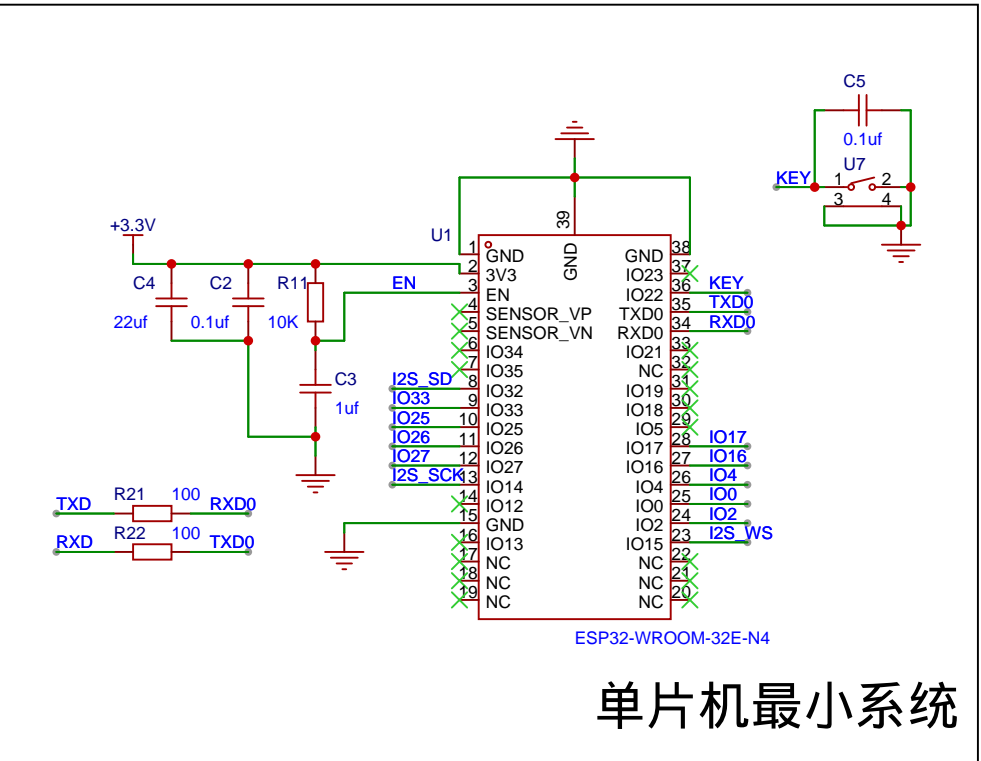 C5
0.1uf
U7
KEY 1 2
3 4
+3.3V
C4
22uf
C2
0.1uf
R11
10K
EN
C3
1uf
U1
39
GND
1 GND
2 3V3
3 EN
4 SENSOR_VP
5 SENSOR_VN
6 IO34
7 IO35
I2S_SD 8 IO32
IO33 9 IO33
IO25 10 IO25
IO26 11 IO26
IO27 12 IO27
I2S_SCK 13 IO14
14 IO12
15 GND
16 IO13
17 NC
18 NC
19 NC
GND 38
IO23 37
IO22 36 KEY
TXD0 35 TXD0
RXD0 34 RXD0
IO21 33
NC 32
IO19 31
IO18 30
IO5 29
IO17 28 IO17
IO16 27 IO16
IO4 26 IO4
IO0 25 IO0
IO2 24 IO2
IO15 23 I2S_WS
NC 22
NC 21
NC 20
TXD R21 100 RXD0
RXD R22 100 TXD0
ESP32-WROOM-32E-N4
单片机最小系统